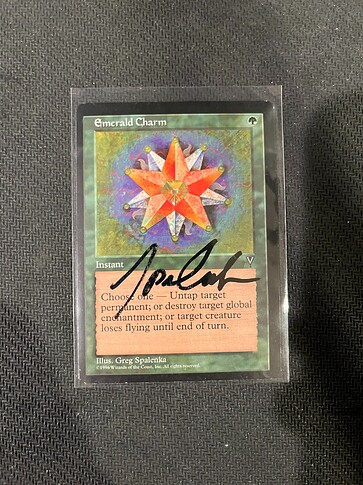 Emerald Charm
Instant
Choose one — Untap target
permanent; or destroy target global
enchantment; or target creature
loses flying until end of turn.
Illus. Greg Spalenka
©1996 Wizards of the Coast, Inc. All rights reserved.